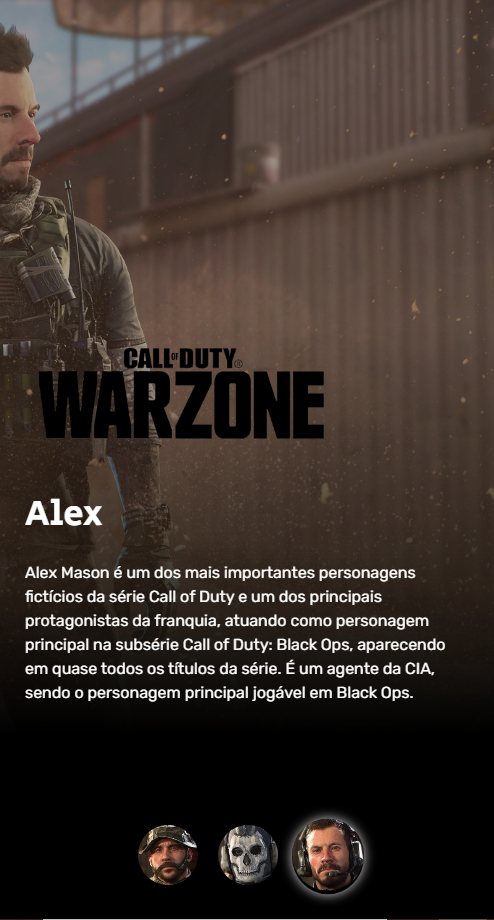 CALL OF DUTY®
WARZONE
Alex
Alex Mason é um dos mais importantes personagens
fictícios da série Call of Duty e um dos principais
protagonistas da franquia, atuando como personagem
principal na subsérie Call of Duty: Black Ops, aparecendo
em quase todos os títulos da série. É um agente da CIA,
sendo o personagem principal jogável em Black Ops.